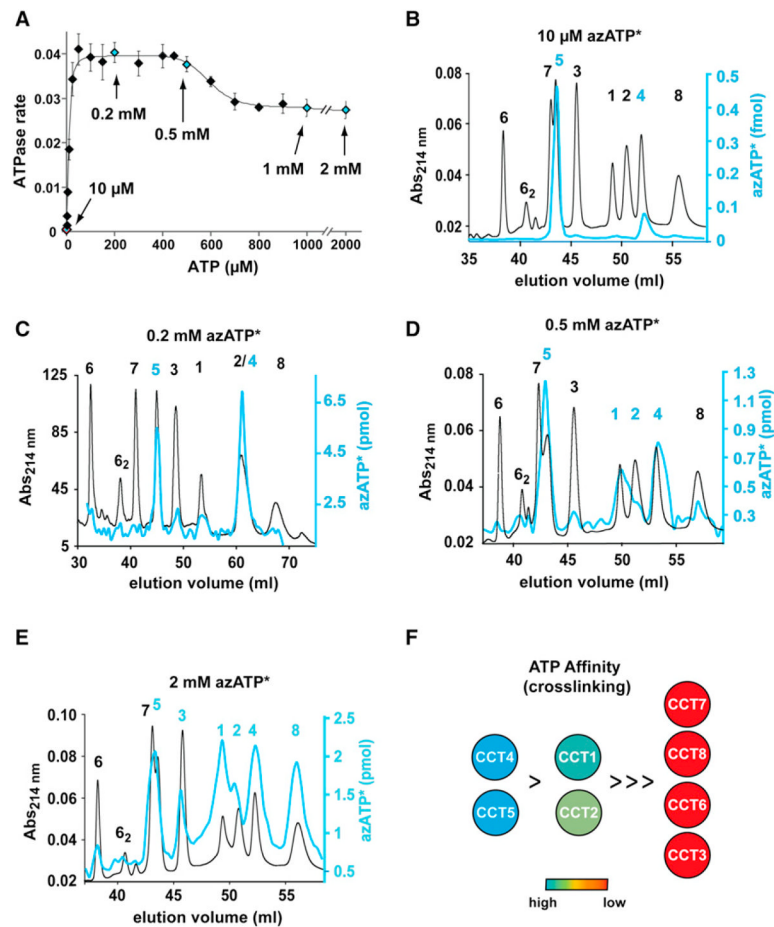 A
ATPase rate
0.04
0.03
0.02
0.01
0
0.2 mM
0.5 mM
1 mM
2 mM
10 µM
0
200
400
600
800
1000
2000
ATP (µM)
B
10 µM azATP*
Abs214 nm
0.08
0.06
0.04
0.02
6
6₂
7
5
3
1
2
4
8
0.5
0.4
0.3
0.2
0.1
0
azATP* (fmol)
35
40
45
50
55
elution volume (ml)
C
0.2 mM azATP*
Abs214 nm
125
85
45
5
6
6₂
7
5
3
1
2/4
8
6.5
4.5
2.5
azATP* (pmol)
30
40
50
60
70
elution volume (ml)
D
0.5 mM azATP*
Abs214 nm
0.08
0.06
0.04
0.02
6
6₂
7
5
3
1
2
4
8
1.3
1.1
0.9
0.7
0.5
0.3
azATP* (pmol)
40
45
50
55
elution volume (ml)
E
2 mM azATP*
Abs214 nm
0.10
0.08
0.06
0.04
0.02
6
6₂
7
5
3
1
2
4
8
2.5
2
1.5
1
0.5
azATP* (pmol)
40
45
50
55
elution volume (ml)
F
ATP Affinity
(crosslinking)
CCT4
CCT5
>
CCT1
CCT2
>>>
CCT7
CCT8
CCT6
CCT3
high low